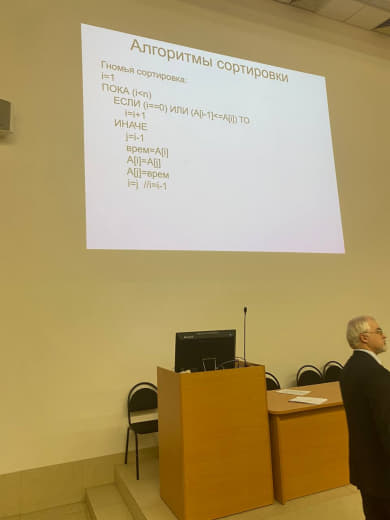 Алгоритмы сортировки
Гномья сортировка:
i=1
ПОКА (i<n)
ЕСЛИ (i==0) ИЛИ (A[i-1]<=A[i]) ТО
i=i+1
ИНАЧЕ
j=i-1
врем=A[i]
A[i]=A[j]
A[j]=врем
i=j //i=i-1